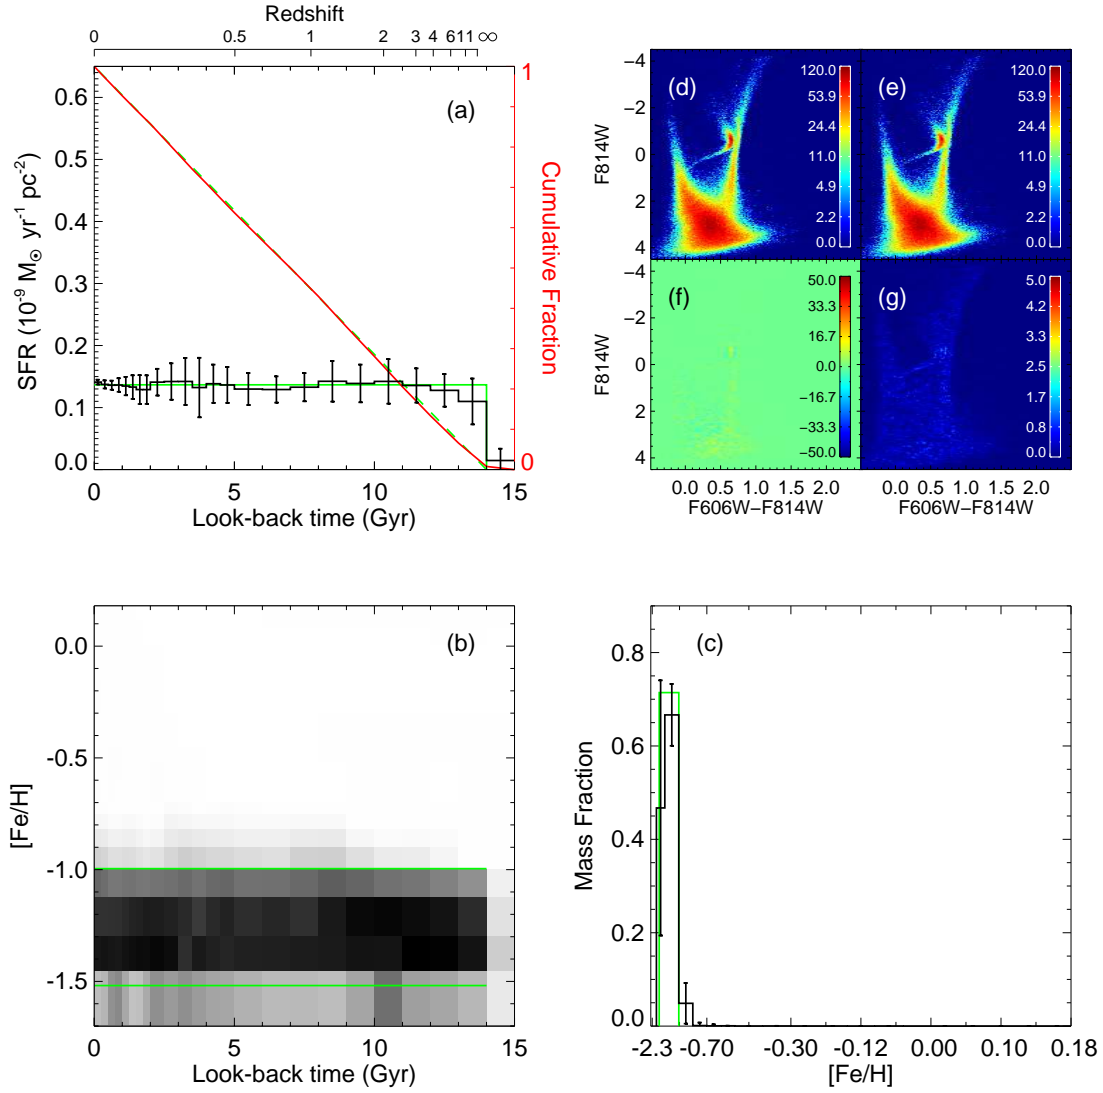 Redshift
0 0.5 1 2 3 4 6 11 ∞
SFR (10⁻⁹ M☉ yr⁻¹ pc⁻²)
0.6
0.5
0.4
0.3
0.2
0.1
0.0
(a)
1
0
Cumulative Fraction
0 5 10 15
Look-back time (Gyr)
F814W
−4
−2
0
2
4
(d)
120.0
53.9
24.4
11.0
4.9
2.2
0.0
(e)
120.0
53.9
24.4
11.0
4.9
2.2
0.0
F814W
−4
−2
0
2
4
(f)
50.0
33.3
16.7
0.0
−16.7
−33.3
−50.0
(g)
5.0
4.2
3.3
2.5
1.7
0.8
0.0
0.0 0.5 1.0 1.5 2.0
F606W−F814W
0.0 0.5 1.0 1.5 2.0
F606W−F814W
[Fe/H]
0.0
-0.5
-1.0
-1.5
(b)
0 5 10 15
Look-back time (Gyr)
Mass Fraction
0.8
0.6
0.4
0.2
0.0
(c)
-2.3 -0.70 -0.30 -0.12 0.00 0.10 0.18
[Fe/H]